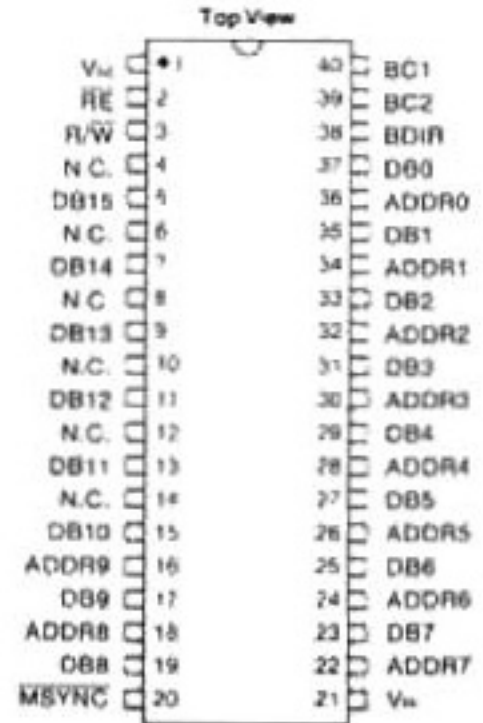 Top View
1 40 BC1
R̅E̅ 2 39 BC2
R/W̅ 3 38 BDIR
N.C. 4 37 DB0
DB15 5 36 ADDR0
N.C. 6 35 DB1
DB14 7 34 ADDR1
N.C 8 33 DB2
DB13 9 32 ADDR2
N.C. 10 31 DB3
DB12 11 30 ADDR3
N.C. 12 29 DB4
DB11 13 28 ADDR4
N.C. 14 27 DB5
DB10 15 26 ADDR5
ADDR9 16 25 DB6
DB9 17 24 ADDR6
ADDR8 18 23 DB7
DB8 19 22 ADDR7
M̅S̅Y̅N̅C̅ 20 21 Vss